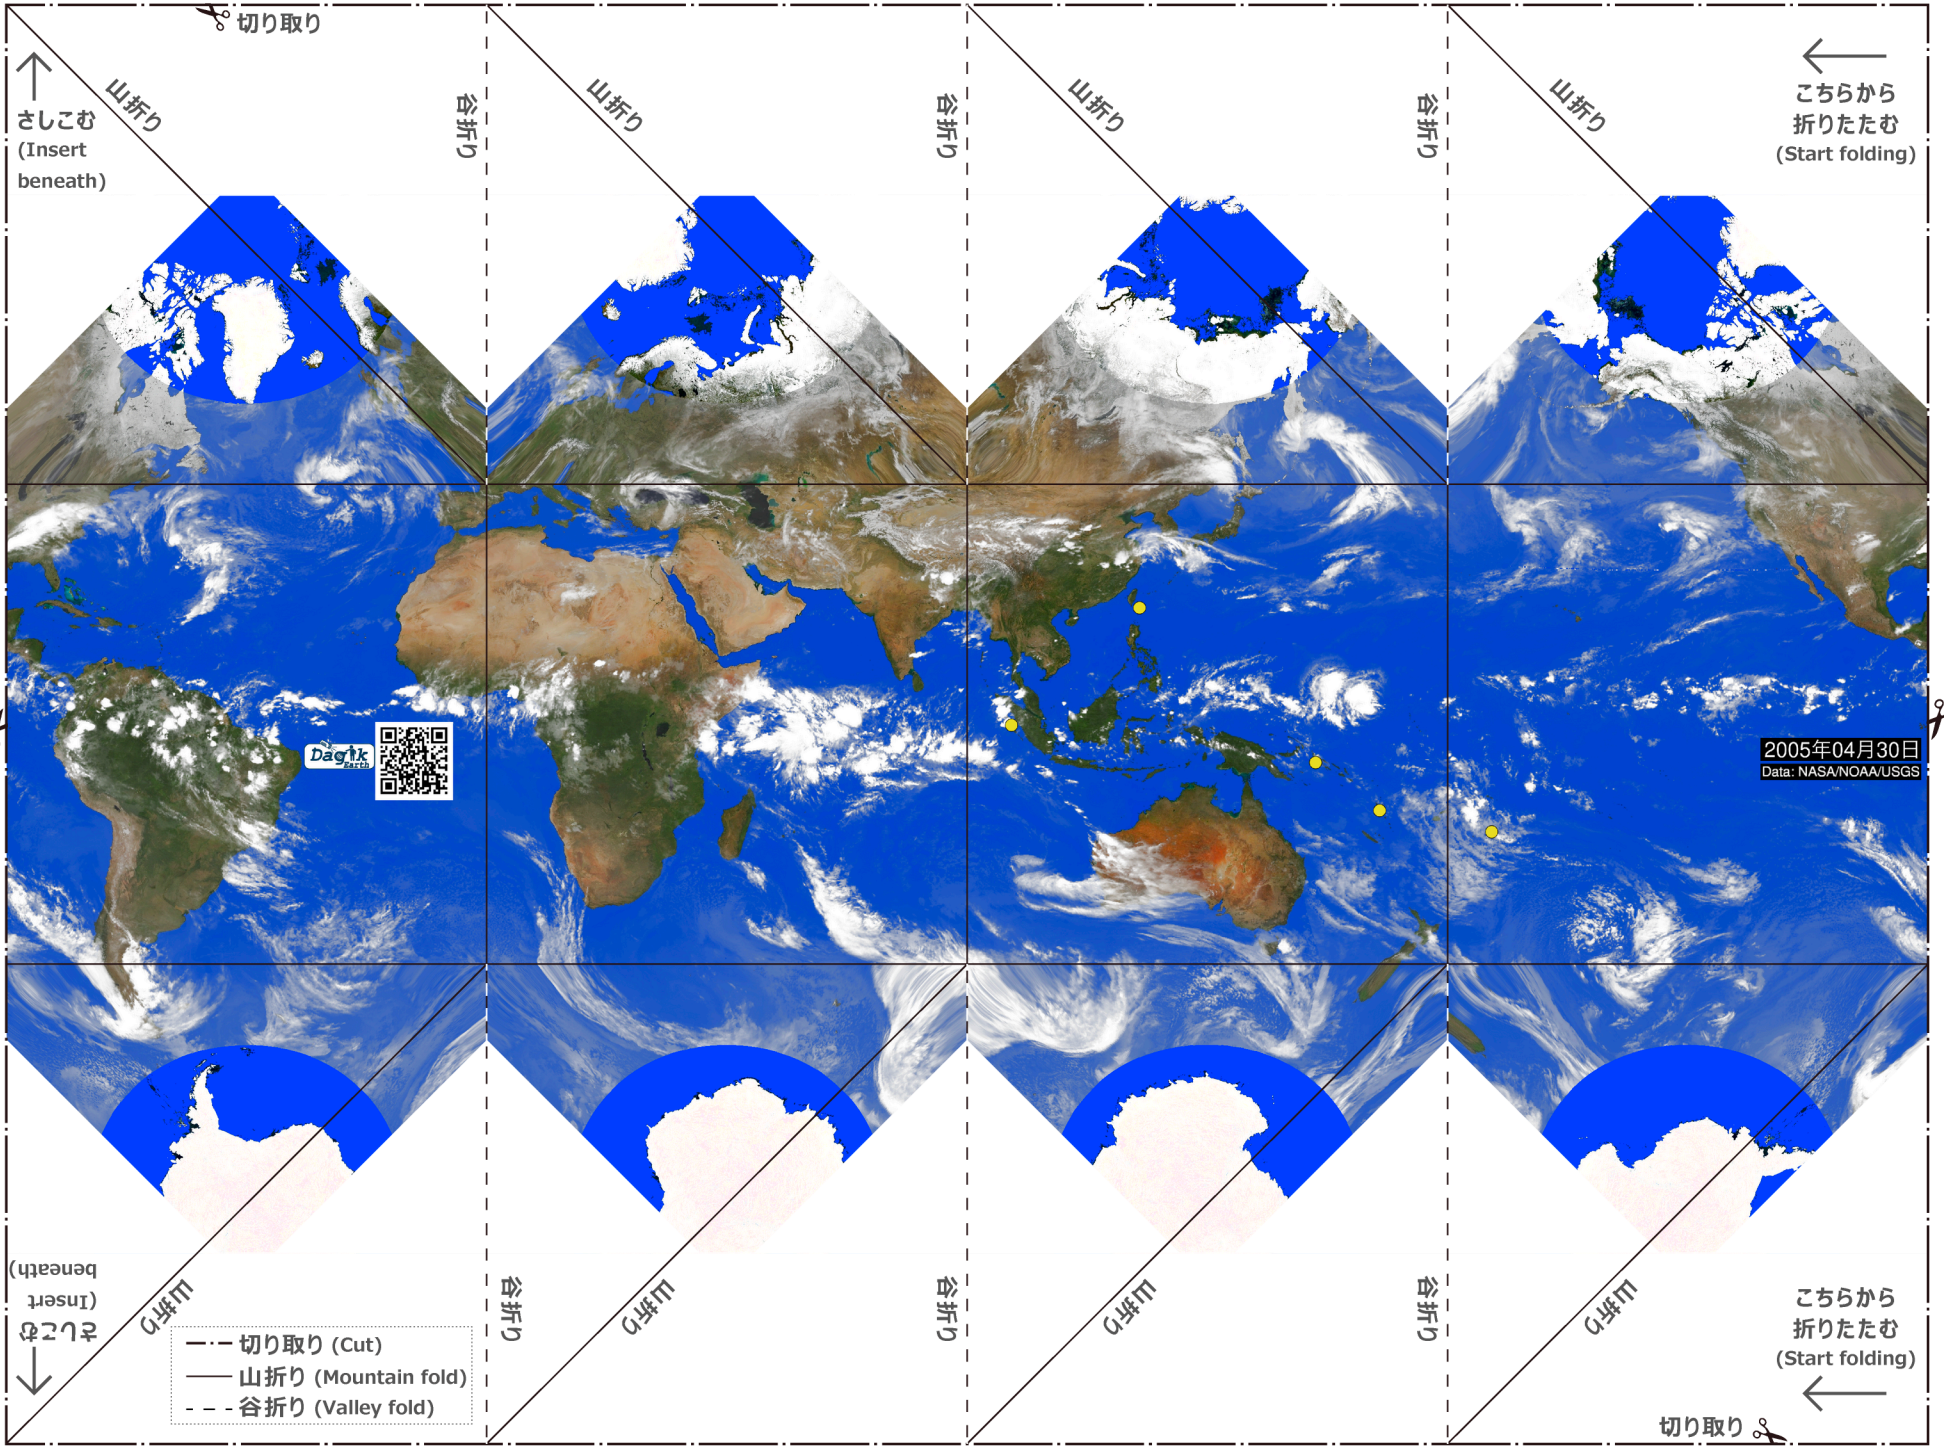 切り取り
山折り
谷折り
山折り
谷折り
山折り
谷折り
山折り
さしこむ
(Insert
beneath)
こちらから
折りたたむ
(Start folding)
Dagik
Earth
2005年04月30日
Data: NASA/NOAA/USGS
さしこむ
(Insert
beneath)
山折り
谷折り
山折り
谷折り
山折り
谷折り
山折り
こちらから
折りたたむ
(Start folding)
切り取り (Cut)
山折り (Mountain fold)
谷折り (Valley fold)
切り取り